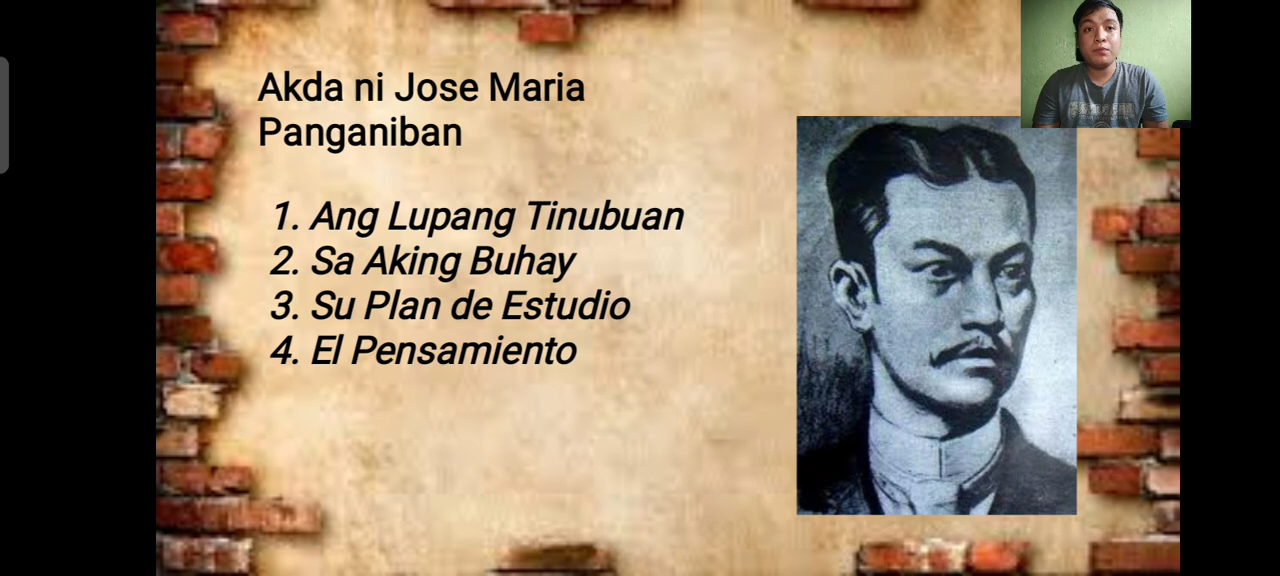 Akda ni Jose Maria
Panganiban
1. Ang Lupang Tinubuan
2. Sa Aking Buhay
3. Su Plan de Estudio
4. El Pensamiento